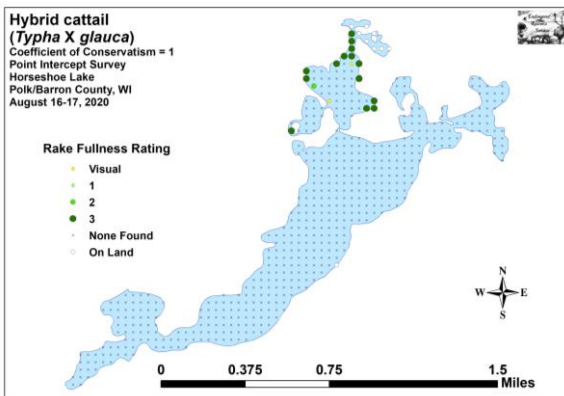 Hybrid cattail
(Typha X glauca)
Coefficient of Conservatism = 1
Point Intercept Survey
Horseshoe Lake
Polk/Barron County, WI
August 16-17, 2020
Rake Fullness Rating
Visual
1
2
3
None Found
On Land
N
W E
S
0 0.375 0.75 1.5
Miles